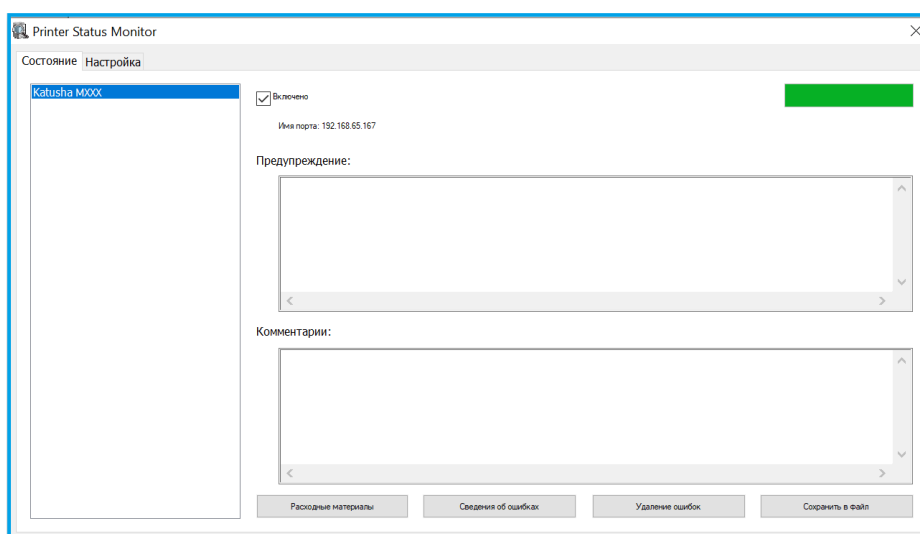 Printer Status Monitor
Состояние Настройка
Katusha MXXX
Включено
Имя порта: 192.168.65.167
Предупреждение:
Комментарии:
Расходные материалы Сведения об ошибках Удаление ошибок Сохранить в файл